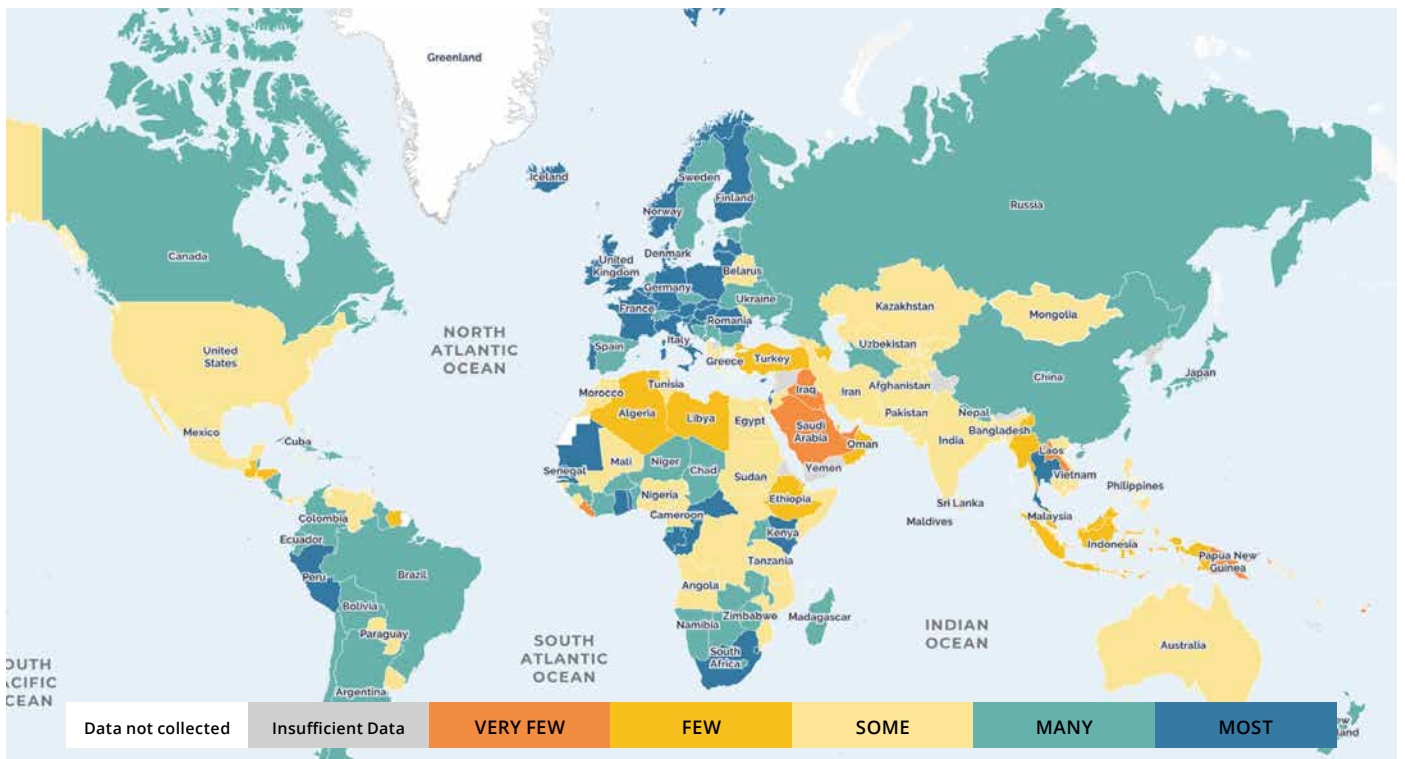 Greenland
Iceland
Sweden
Finland
Norway
Russia
Canada
United
Kingdom
Denmark
Belarus
Germany
Ukraine
France
Romania
Kazakhstan
Mongolia
NORTH
ATLANTIC
OCEAN
United
States
Spain
Italy
Greece
Turkey
Uzbekistan
China
Japan
Morocco
Tunisia
Algeria
Libya
Egypt
Iraq
Iran
Afghanistan
Pakistan
Nepal
Saudi
Arabia
Oman
India
Bangladesh
Mexico
Cuba
Senegal
Mali
Niger
Chad
Sudan
Yemen
Laos
Vietnam
Philippines
Nigeria
Ethiopia
Sri Lanka
Colombia
Cameroon
Maldives
Malaysia
Ecuador
Kenya
Indonesia
Papua New
Guinea
Peru
Brazil
Tanzania
Angola
Bolivia
Zimbabwe
Madagascar
Namibia
Paraguay
INDIAN
OCEAN
SOUTH
ATLANTIC
OCEAN
South
Africa
Australia
OUTH
ACIFIC
CEAN
Argentina
Data not collected
Insufficient Data
VERY FEW
FEW
SOME
MANY
MOST